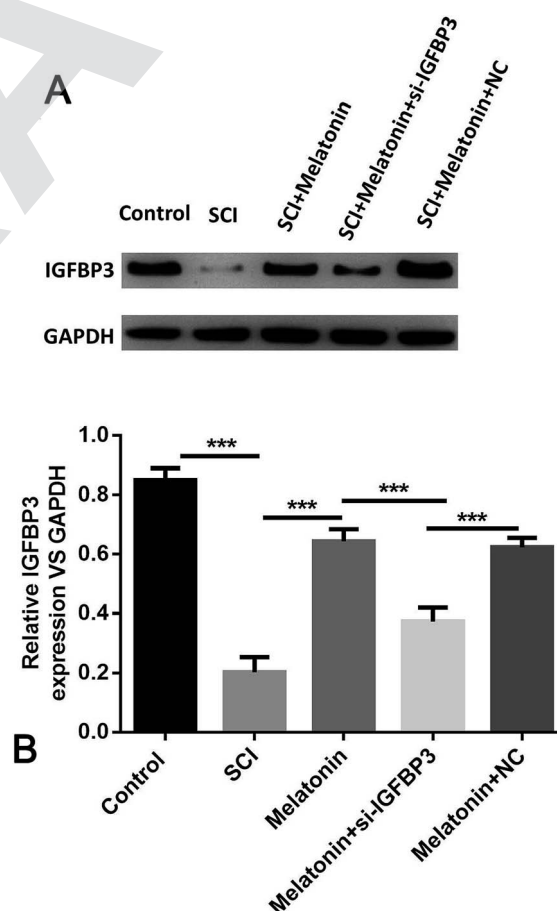 A
Control
SCI
SCI+Melatonin
SCI+Melatonin+si-IGFBP3
SCI+Melatonin+NC
IGFBP3
GAPDH
Relative IGFBP3
expression VS GAPDH
1.0
0.8
0.6
0.4
0.2
0.0
***
***
***
***
B
Control
SCI
Melatonin
Melatonin+si-IGFBP3
Melatonin+NC